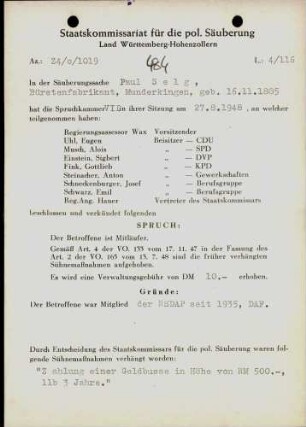 Staatskommissariat für die pol. Säuberung
Land Württemberg-Hohenzollern
Az.: 24/c/1019
484
L: 4/116
In der Säuberungssache Paul Selg,
Bürstenfabrikant, Munderkingen, geb. 16.11.1885
hat die Spruchkammer VII in ihrer Sitzung am 27.8.1948, an welcher
teilgenommen haben:
Regierungsassessor Wax Vorsitzender
Uhl, Eugen Beisitzer — CDU
Musch, Alois „ — SPD
Einstein, Sigbert „ — DVP
Fink, Gottlieb „ — KPD
Steinacher, Anton „ — Gewerkschaften
Schneckenburger, Josef „ — Berufsgruppe
Schwarz, Emil „ — Berufsgruppe
Reg.Ang. Hauer Vertreter des Staatskommissars
beschlossen und verkündet folgenden
SPRUCH:
Der Betroffene ist Mitläufer.
Gemäß Art. 4 der VO. 133 vom 17. 11. 47 in der Fassung des
Art. 2 der VO. 165 vom 13. 7. 48 sind die früher verhängten
Sühnemaßnahmen aufgehoben.
Es wird eine Verwaltungsgebühr von DM 10.— erhoben.
Gründe:
Der Betroffene war Mitglied der NSDAP seit 1935, DAF.
Durch Entscheidung des Staatskommissars für die pol. Säuberung waren folgende Sühnemaßnahmen verhängt worden:
"Zahlung einer Geldbusse in Höhe von RM 500.-,
llb 3 Jahre."